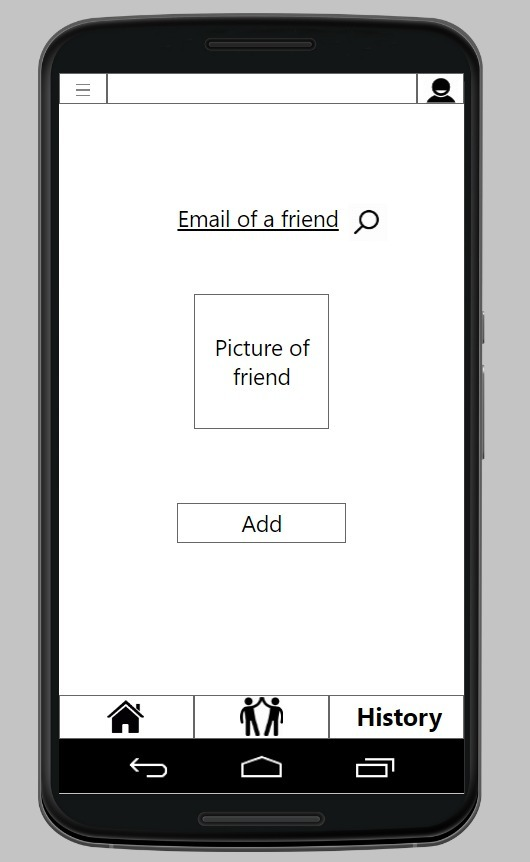 Email of a friend
Picture of
friend
Add
History